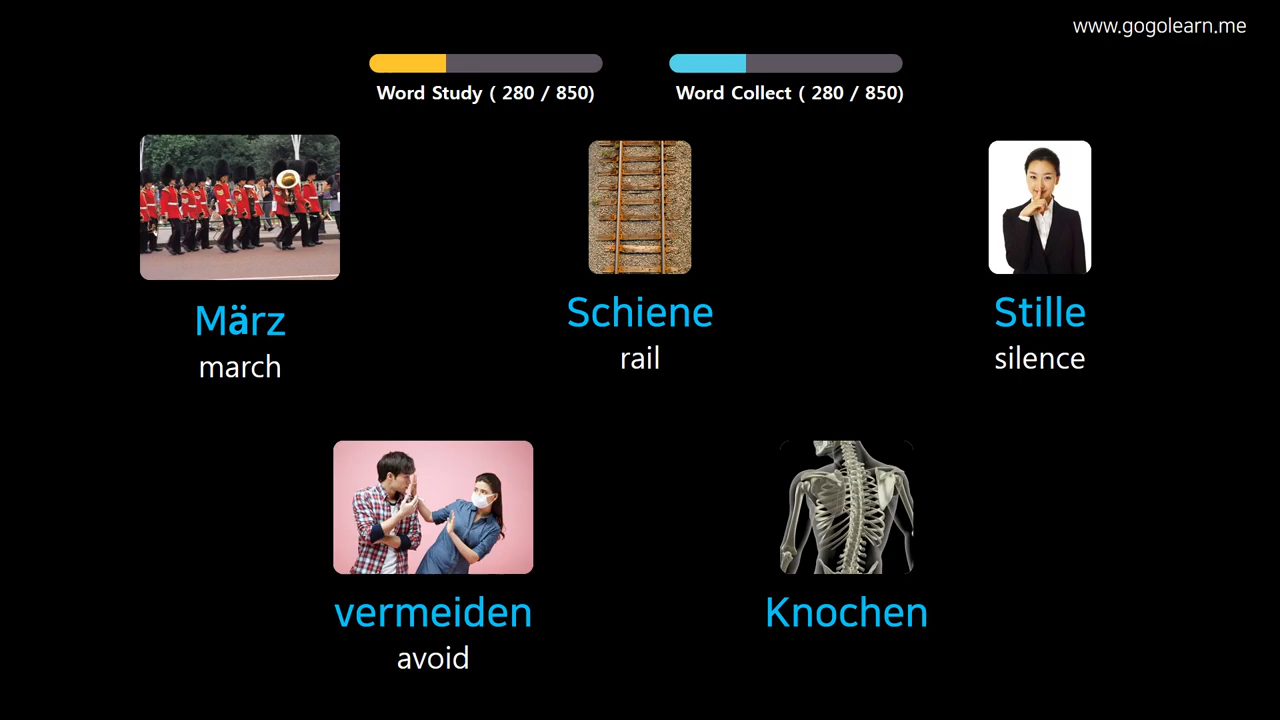 www.gogolearn.me
Word Study ( 280 / 850)
Word Collect ( 280 / 850)
März
march
Schiene
rail
Stille
silence
vermeiden
avoid
Knochen